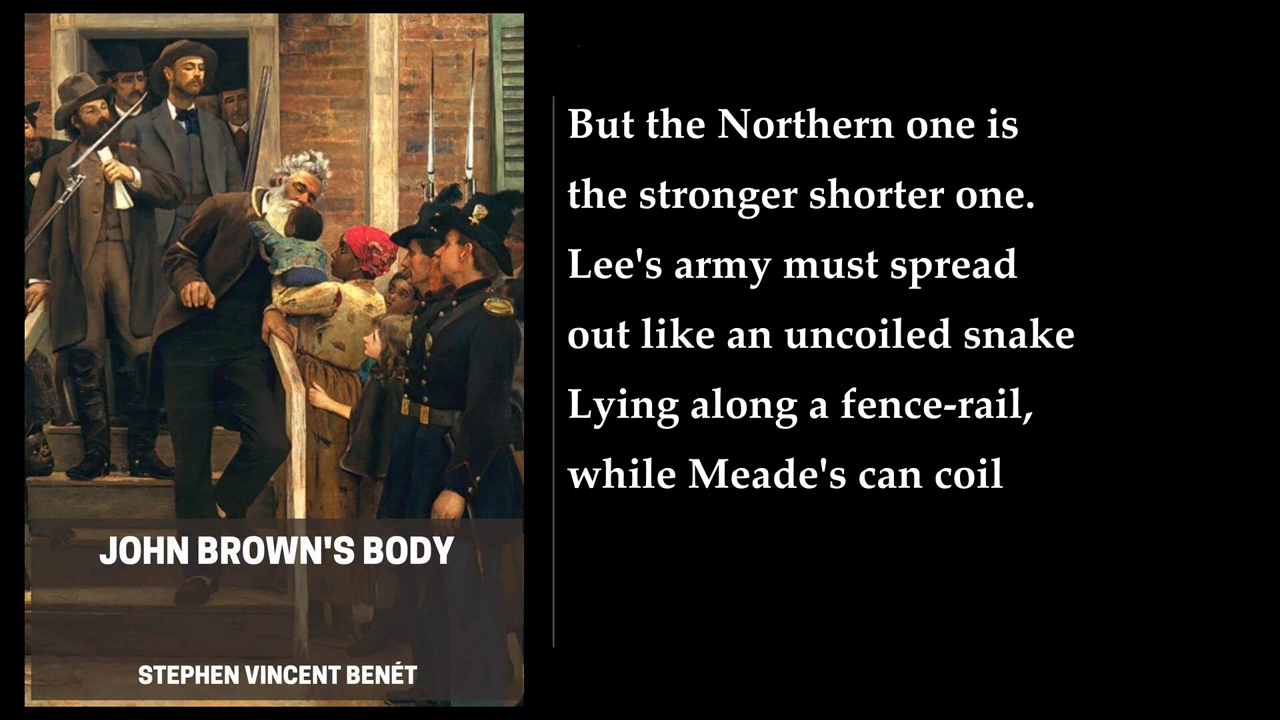 But the Northern one is
the stronger shorter one.
Lee's army must spread
out like an uncoiled snake
Lying along a fence-rail,
while Meade's can coil
JOHN BROWN'S BODY
STEPHEN VINCENT BENÉT